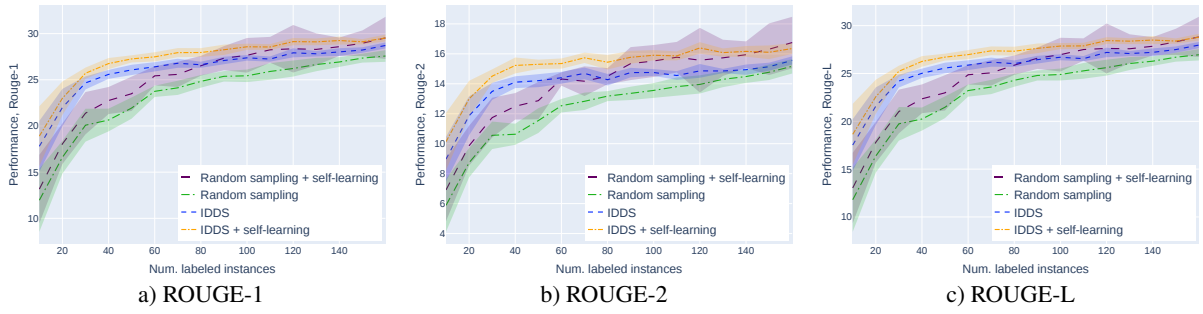 Performance, Rouge-1
30
25
20
15
10
20 40 60 80 100 120 140
Num. labeled instances
Random sampling + self-learning
Random sampling
IDDS
IDDS + self-learning
a) ROUGE-1
Performance, Rouge-2
18
16
14
12
10
8
6
4
20 40 60 80 100 120 140
Num. labeled instances
Random sampling + self-learning
Random sampling
IDDS
IDDS + self-learning
b) ROUGE-2
Performance, Rouge-L
30
25
20
15
10
20 40 60 80 100 120 140
Num. labeled instances
Random sampling + self-learning
Random sampling
IDDS
IDDS + self-learning
c) ROUGE-L